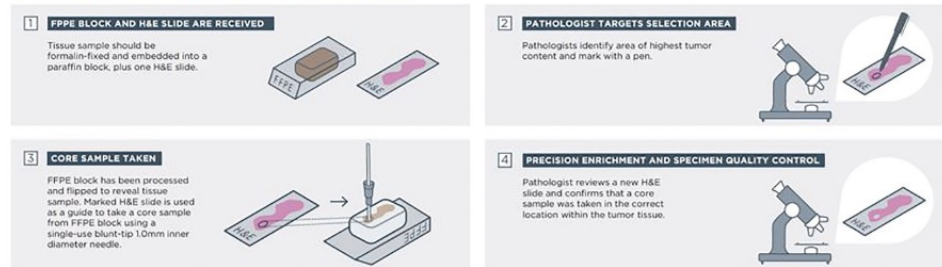 1 FPPE BLOCK AND H&E SLIDE ARE RECEIVED
Tissue sample should be
formalin-fixed and embedded into a
paraffin block, plus one H&E slide.
FFPE
H&E
2 PATHOLOGIST TARGETS SELECTION AREA
Pathologists identify area of highest tumor
content and mark with a pen.
H&E
3 CORE SAMPLE TAKEN
FFPE block has been processed
and flipped to reveal tissue
sample. Marked H&E slide is used
as a guide to take a core sample
from FFPE block using a
single-use blunt-tip 1.0mm inner
diameter needle.
H&E
FFPE
4 PRECISION ENRICHMENT AND SPECIMEN QUALITY CONTROL
Pathologist reviews a new H&E
slide and confirms that a core
sample was taken in the correct
location within the tumor tissue.
H&E